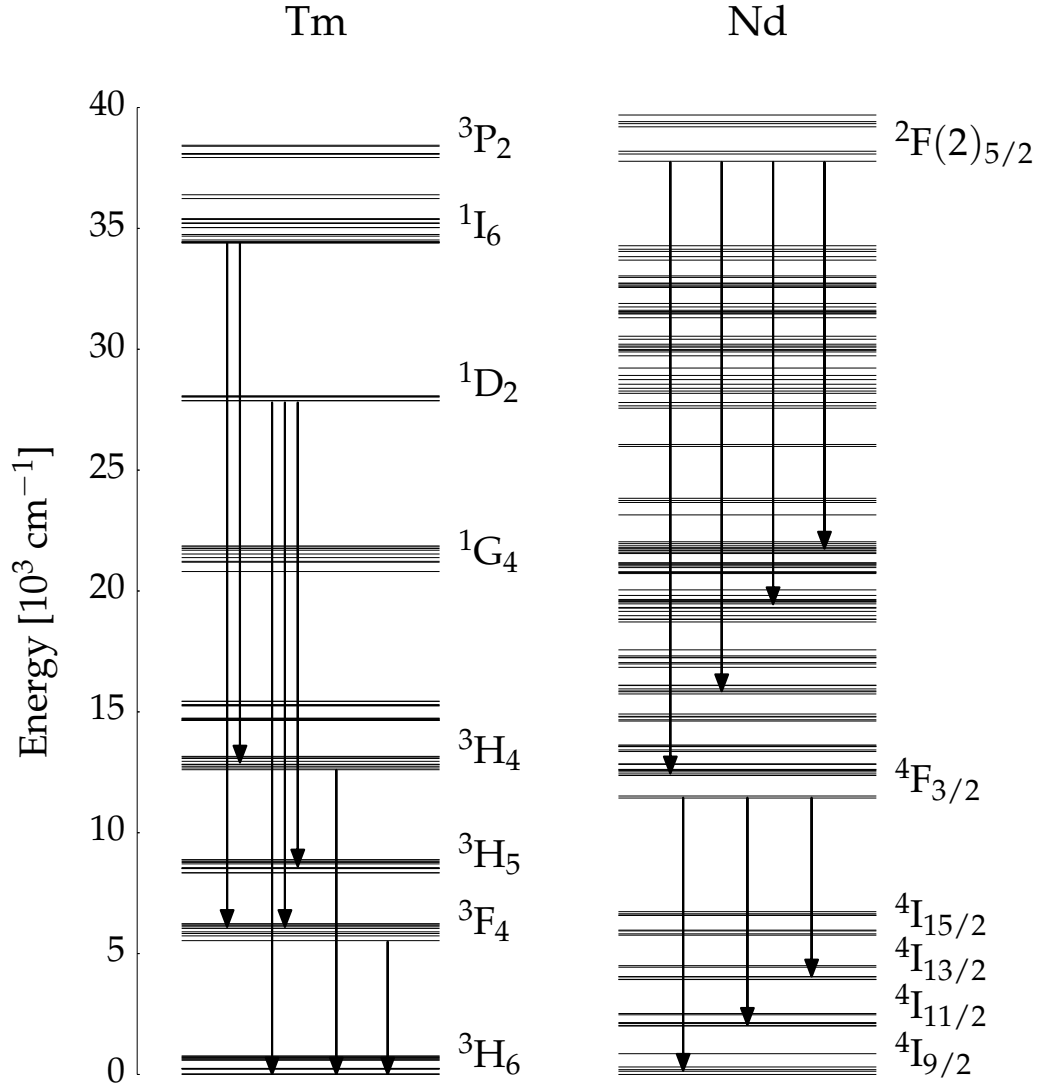 Tm
Nd
Energy [10³ cm⁻¹]
40
35
30
25
20
15
10
5
0
³P₂
¹I₆
¹D₂
¹G₄
³H₄
³H₅
³F₄
³H₆
²F(2)₅/₂
⁴F₃/₂
⁴I₁₅/₂
⁴I₁₃/₂
⁴I₁₁/₂
⁴I₉/₂